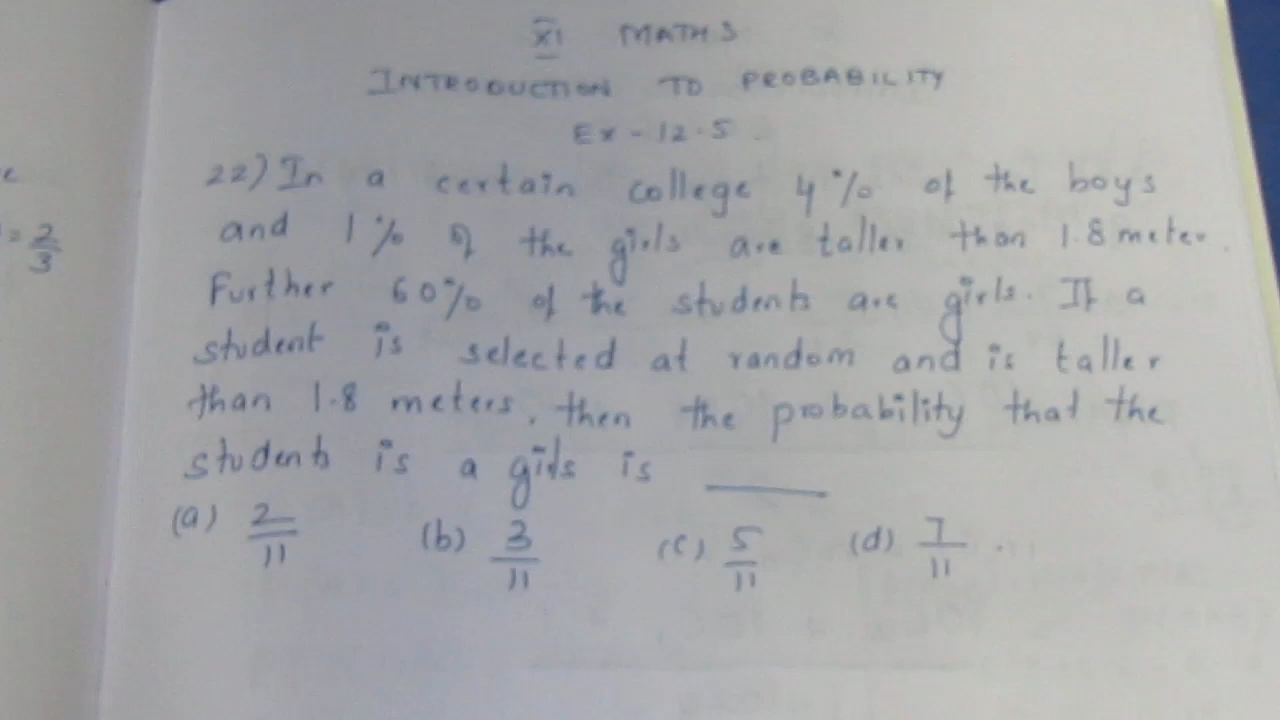 XI MATHS
INTRODUCTION TO PROBABILITY
Ex - 12.5
22) In a certain college 4% of the boys
and 1% of the girls are taller than 1.8 meter.
Further 60% of the students are girls. If a
student is selected at random and is taller
than 1.8 meters, then the probability that the
students is a girls is ____
(a) 2/11 (b) 3/11 (c) 5/11 (d) 7/11.
= 2/3